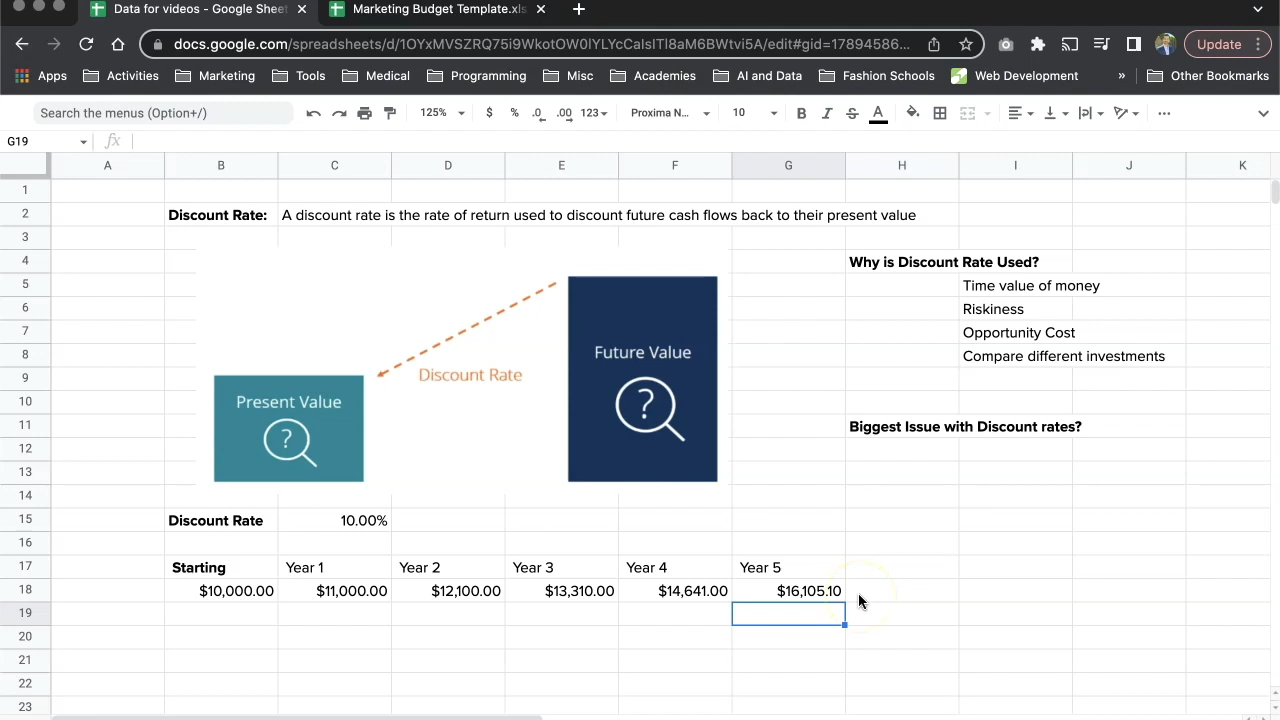 Data for videos - Google Sheet
Marketing Budget Template.xls
docs.google.com/spreadsheets/d/1OYxMVSZRQ75i9WkotOW0lYLYcCalsITl8aM6BWtvi5A/edit#gid=17894586...
Update
Apps
Activities
Marketing
Tools
Medical
Programming
Misc
Academies
AI and Data
Fashion Schools
Web Development
»
Other Bookmarks
Search the menus (Option+/)
125%
$
%
.0
.00
123
Proxima N...
10
B
I
S
A
G19
fx
A B C D E F G H I J K
1
2 Discount Rate: A discount rate is the rate of return used to discount future cash flows back to their present value
3
4 Why is Discount Rate Used?
5 Time value of money
6 Riskiness
7 Opportunity Cost
8 Compare different investments
9
10
11 Biggest Issue with Discount rates?
12
13
14
Future Value
?
Discount Rate
Present Value
?
15 Discount Rate 10.00%
16
17 Starting Year 1 Year 2 Year 3 Year 4 Year 5
18 $10,000.00 $11,000.00 $12,100.00 $13,310.00 $14,641.00 $16,105.10
19
20
21
22
23